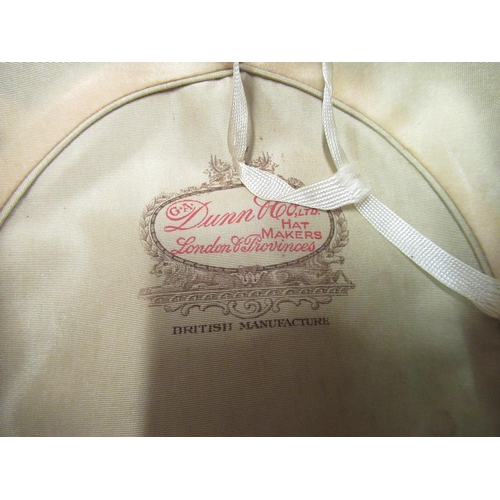 G.A.
Dunn & Co., LTD.
HAT
MAKERS
London & Provinces
BRITISH MANUFACTURE